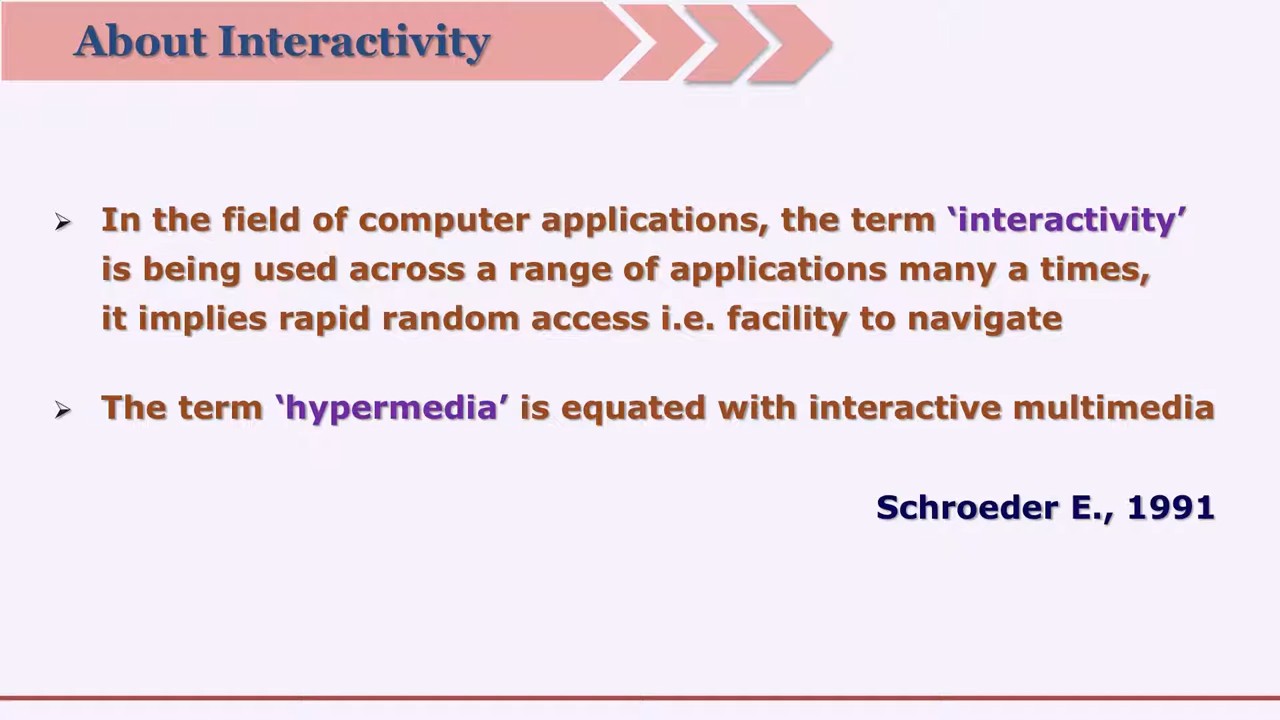 About Interactivity
In the field of computer applications, the term ‘interactivity’
is being used across a range of applications many a times,
it implies rapid random access i.e. facility to navigate
The term ‘hypermedia’ is equated with interactive multimedia
Schroeder E., 1991